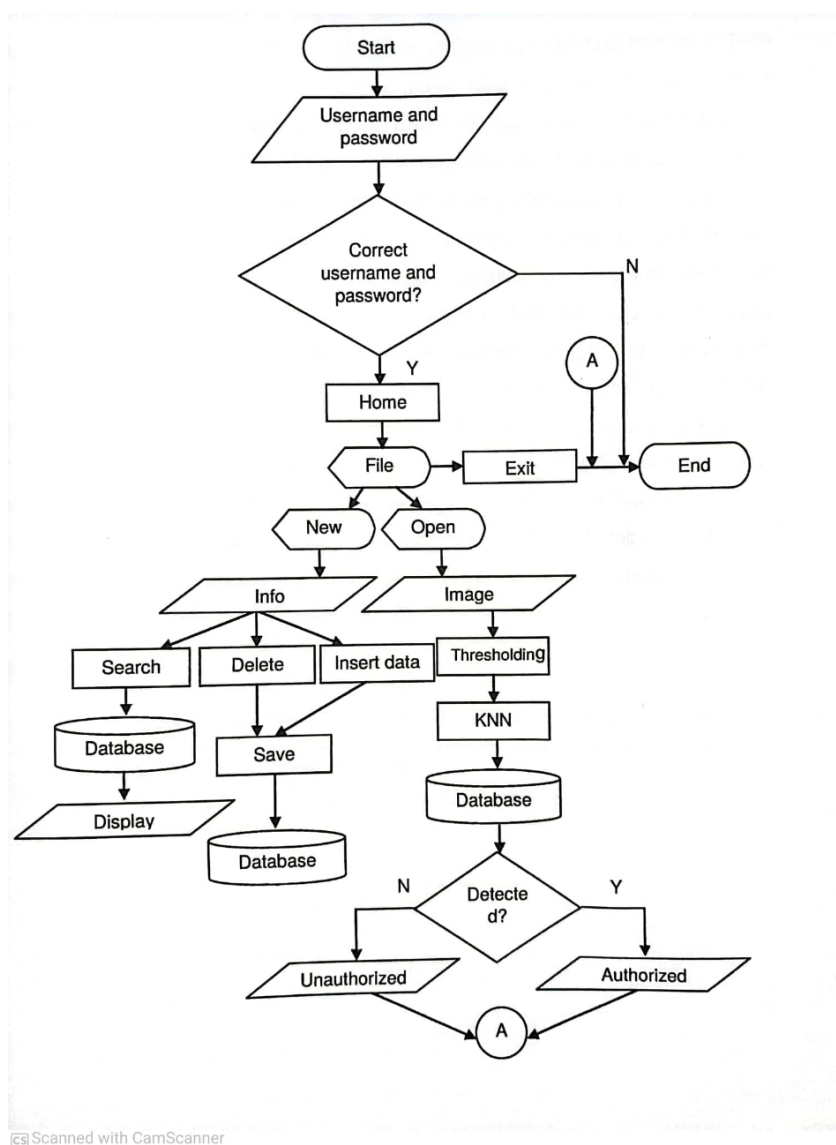 Start
Username and
password
Correct
username and
password?
N
Y
A
Home
File
Exit
End
New
Open
Info
Image
Search
Delete
Insert data
Thresholding
KNN
Database
Save
Database
Display
Database
N
Detecte
d?
Y
Unauthorized
Authorized
A
CS Scanned with CamScanner